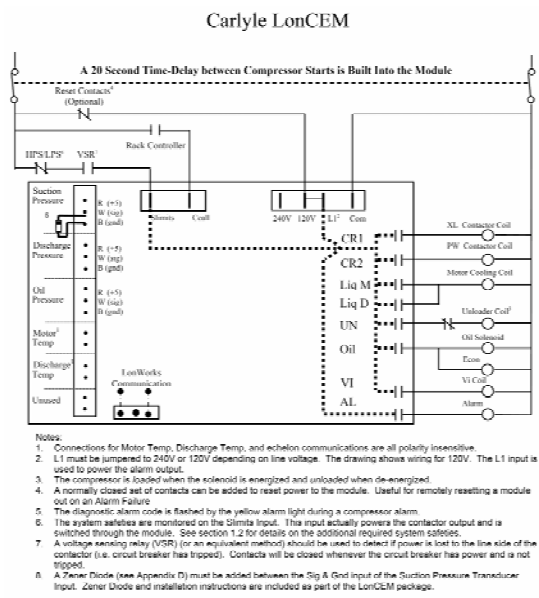 Carlyle LonCEM
A 20 Second Time-Delay between Compressor Starts is Built Into the Module
Reset Contacts4
(Optional)
Rack Controller
HPS/LPS6 VSR7
Suction
Pressure
8
R (+5)
W (sig)
B (gnd)
Slimits Cool1
240V 120V L12 Com
Discharge
Pressure
R (+5)
W (sig)
B (gnd)
Oil
Pressure
R (+5)
W (sig)
B (gnd)
Motor1
Temp
Discharge1
Temp
Unused
LonWorks
Communication
CR1
CR2
Liq M
Liq D
UN
Oil
VI
AL
XL Contactor Coil
PW Contactor Coil
Motor Cooling Coil
Unloader Coil3
Oil Solenoid
Econ
Vi Coil
Alarm
Notes:
1. Connections for Motor Temp, Discharge Temp, and echelon communications are all polarity insensitive.
2. L1 must be jumpered to 240V or 120V depending on line voltage. The drawing shows wiring for 120V. The L1 input is
used to power the alarm output.
3. The compressor is loaded when the solenoid is energized and unloaded when de-energized.
4. A normally closed set of contacts can be added to reset power to the module. Useful for remotely resetting a module
out on an Alarm Failure
5. The diagnostic alarm code is flashed by the yellow alarm light during a compressor alarm.
6. The system safeties are monitored on the Slimits Input. This input actually powers the contactor output and is
switched through the module. See section 1.2 for details on the additional required system safeties.
7. A voltage sensing relay (VSR) (or an equivalent method) should be used to detect if power is lost to the line side of the
contactor (i.e. circuit breaker has tripped). Contacts will be closed whenever the circuit breaker has power and is not
tripped.
8. A Zener Diode (see Appendix D) must be added between the Sig & Gnd input of the Suction Pressure Transducer
Input. Zener Diode and installation instructions are included as part of the LonCEM package.